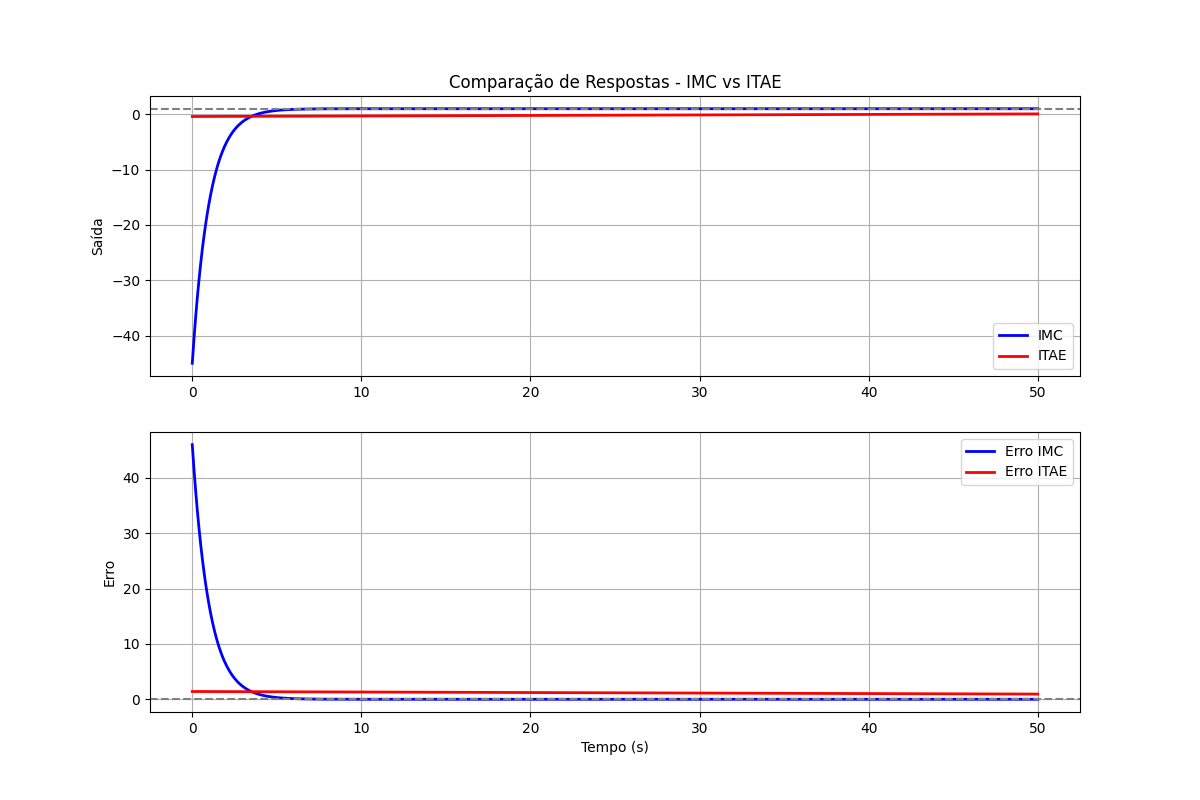 Comparação de Respostas - IMC vs ITAE
0
−10
−20
−30
−40
Saída
IMC
ITAE
0 10 20 30 40 50
40
30
20
10
0
Erro
Erro IMC
Erro ITAE
0 10 20 30 40 50
Tempo (s)